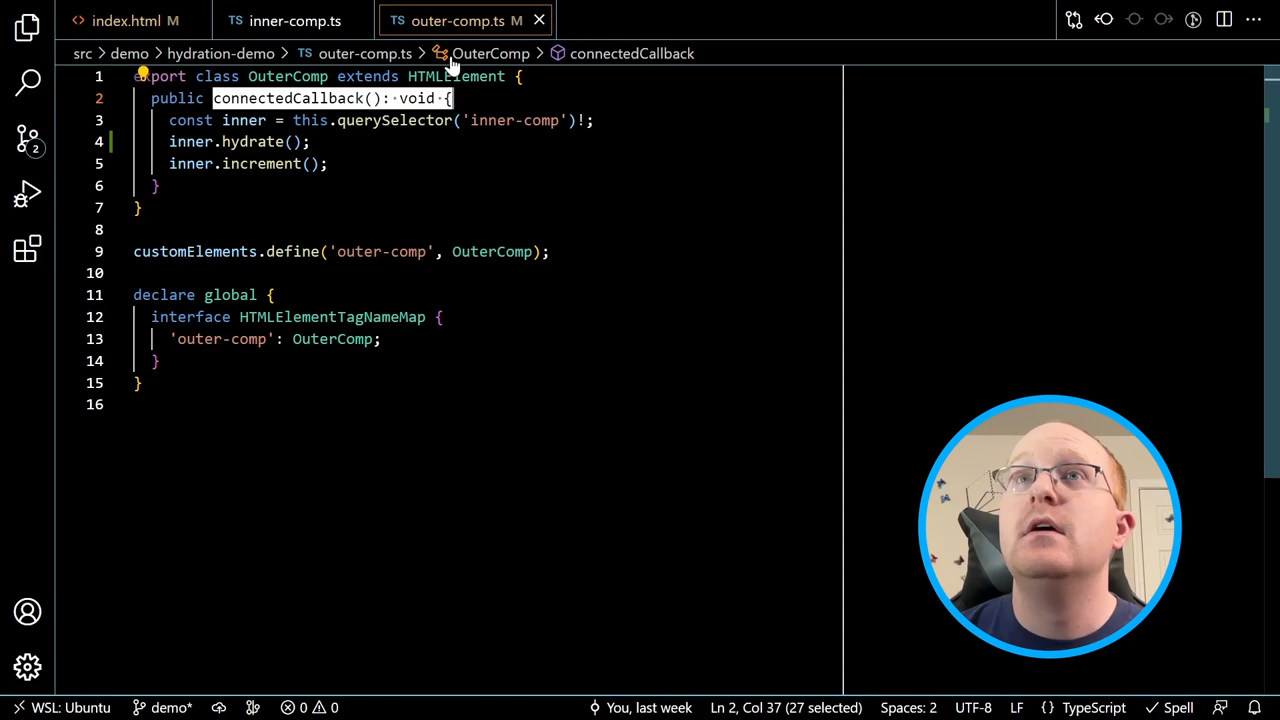 index.html M
TS inner-comp.ts
TS outer-comp.ts M
src > demo > hydration-demo > TS outer-comp.ts > OuterComp > connectedCallback
1 export class OuterComp extends HTMLElement {
2 public connectedCallback(): void {
3 const inner = this.querySelector('inner-comp')!;
4 inner.hydrate();
5 inner.increment();
6 }
7 }
8
9 customElements.define('outer-comp', OuterComp);
10
11 declare global {
12 interface HTMLElementTagNameMap {
13 'outer-comp': OuterComp;
14 }
15 }
16
2
WSL: Ubuntu demo* 0 0 You, last week Ln 2, Col 37 (27 selected) Spaces: 2 UTF-8 LF {} TypeScript Spell